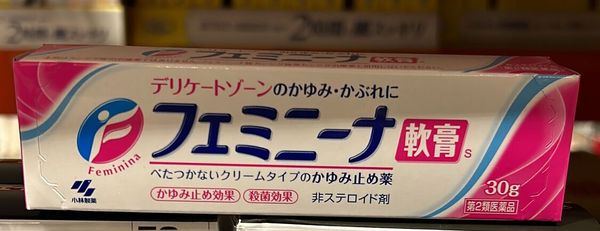 デリケートゾーンのかゆみ・かぶれに
Feminina
フェミニーナ 軟膏 S
べたつかないクリームタイプのかゆみ止め薬
かゆみ止め効果 殺菌効果 非ステロイド剤
30g
第2類医薬品
小林製薬